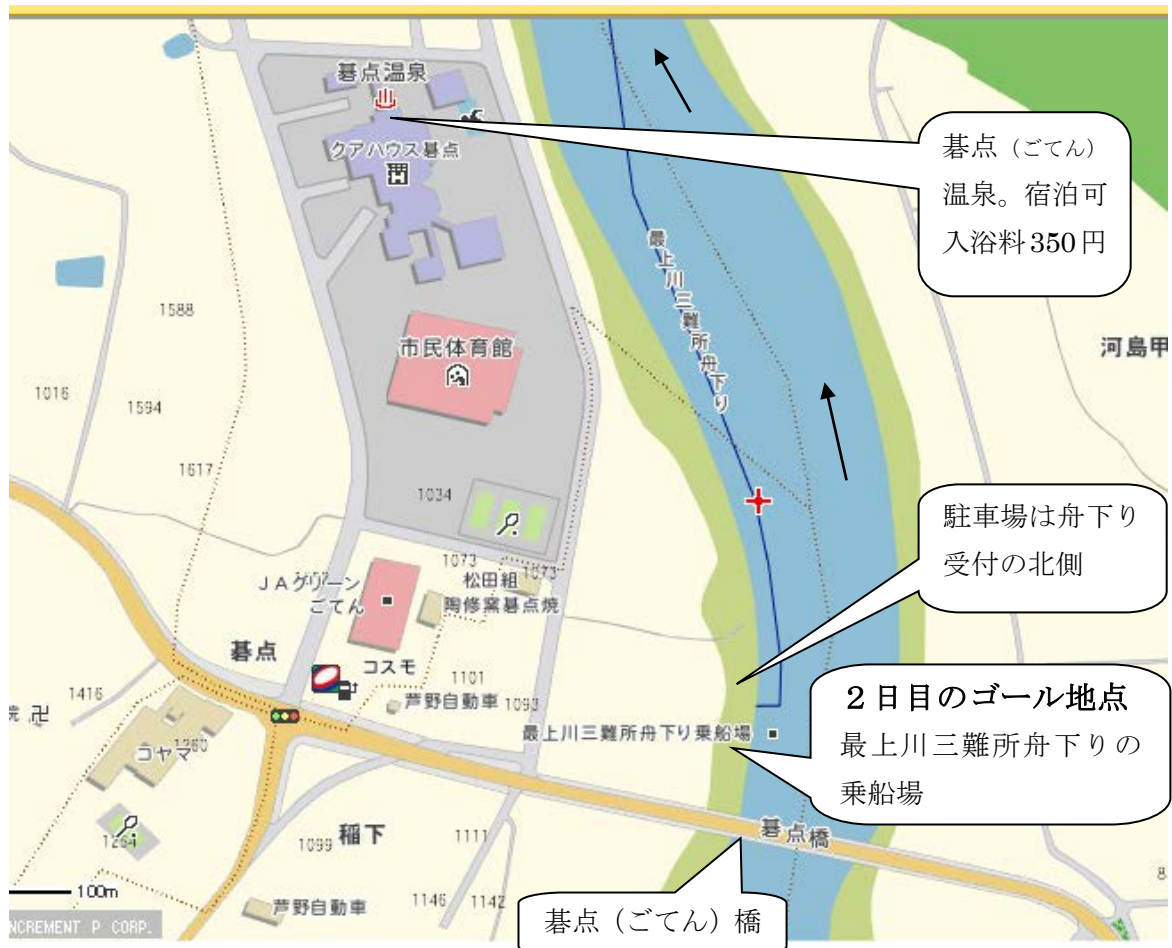 碁点温泉
クアハウス碁点
碁点（ごてん）
温泉。宿泊可
入浴料350円
最上川三難所舟下り
1588
市民体育館
河島甲
1016
1594
1617
1034
駐車場は舟下り
受付の北側
1073
松田組
1073
JAグリーン
ごてん
陶修窯碁点焼
碁点
コスモ
1101
1416
芦野自動車
1093
院
最上川三難所舟下り乗船場
２日目のゴール地点
最上川三難所舟下りの
乗船場
コヤマ
1260
碁点橋
1264
1099
稲下
1111
8
100m
芦野自動車
1146
1142
碁点（ごてん）橋
INCREMENT P CORP.